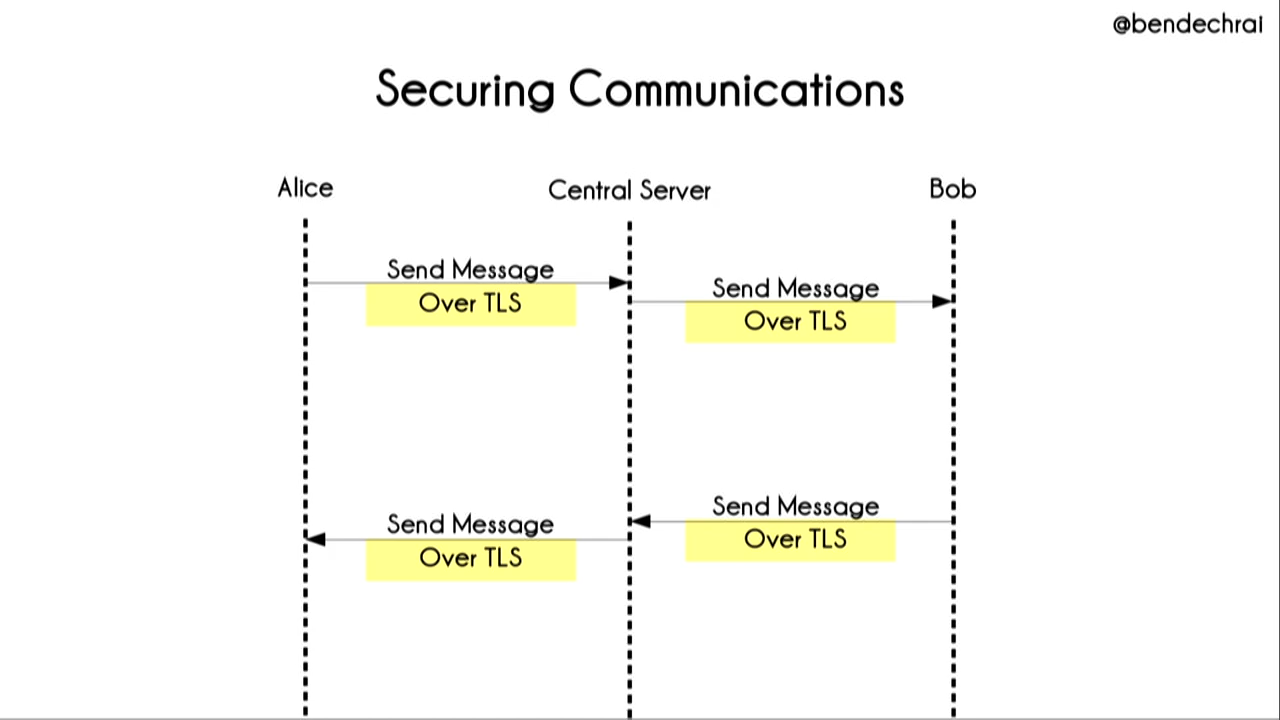 @bendechrai
Securing Communications
Alice
Central Server
Bob
Send Message
Over TLS
Send Message
Over TLS
Send Message
Over TLS
Send Message
Over TLS